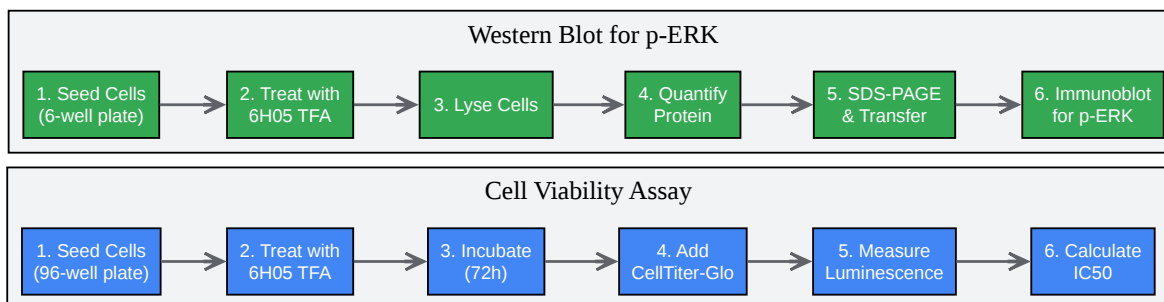 Western Blot for p-ERK
1. Seed Cells
(6-well plate)
2. Treat with
6H05 TFA
3. Lyse Cells
4. Quantify
Protein
5. SDS-PAGE
& Transfer
6. Immunoblot
for p-ERK
Cell Viability Assay
1. Seed Cells
(96-well plate)
2. Treat with
6H05 TFA
3. Incubate
(72h)
4. Add
CellTiter-Glo
5. Measure
Luminescence
6. Calculate
IC50